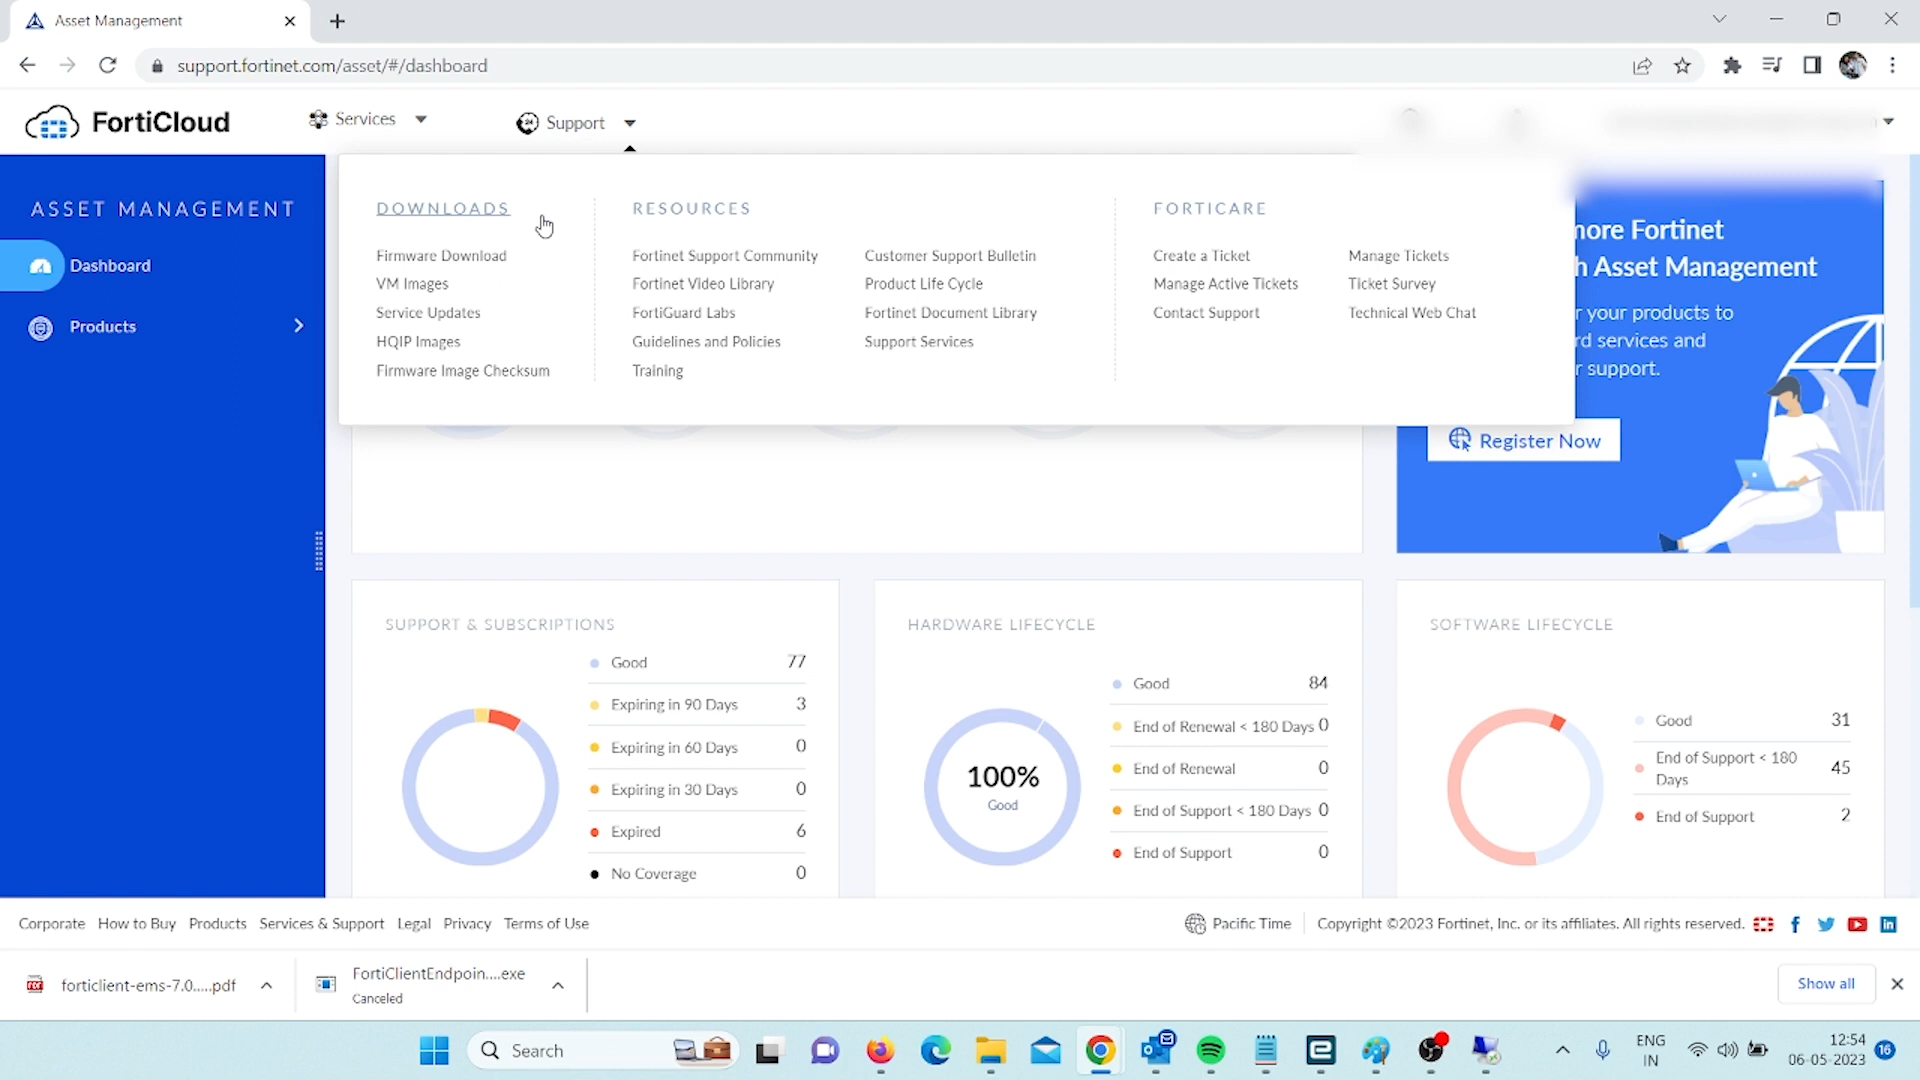 Asset Management
support.fortinet.com/asset/#/dashboard
FortiCloud
Services
Support
ASSET MANAGEMENT
Dashboard
Products
DOWNLOADS
Firmware Download
VM Images
Service Updates
HQIP Images
Firmware Image Checksum
RESOURCES
Fortinet Support Community
Fortinet Video Library
FortiGuard Labs
Guidelines and Policies
Training
Customer Support Bulletin
Product Life Cycle
Fortinet Document Library
Support Services
FORTICARE
Create a Ticket
Manage Active Tickets
Contact Support
Manage Tickets
Ticket Survey
Technical Web Chat
more Fortinet
Asset Management
your products to
services and
support.
Register Now
SUPPORT & SUBSCRIPTIONS
Good 77
Expiring in 90 Days 3
Expiring in 60 Days 0
Expiring in 30 Days 0
Expired 6
No Coverage 0
HARDWARE LIFECYCLE
100%
Good
Good 84
End of Renewal < 180 Days 0
End of Renewal 0
End of Support < 180 Days 0
End of Support 0
SOFTWARE LIFECYCLE
Good 31
End of Support < 180
Days 45
End of Support 2
Corporate How to Buy Products Services & Support Legal Privacy Terms of Use
Pacific Time
Copyright ©2023 Fortinet, Inc. or its affiliates. All rights reserved.
forticlient-ems-7.0.....pdf
FortiClientEndpoin....exe
Canceled
Show all
Search
ENG
IN
12:54
06-05-2023
16